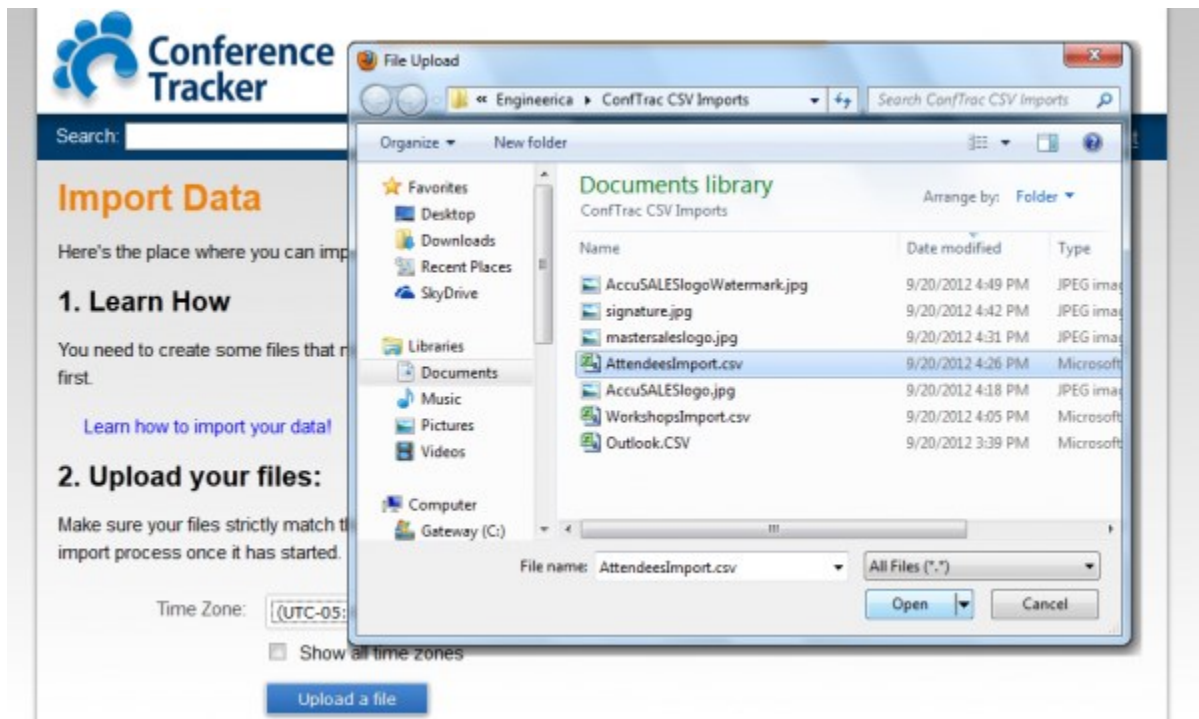 Conference
Tracker
Search:
Import Data
Here's the place where you can
1. Learn How
You need to create some files that
first.
Learn how to import your data!
2. Upload your files:
Make sure your files strictly match
import process once it has started.
Time Zone: (UTC-05:
Show all time zones
Upload a file
File Upload
« Engineerica ▸ ConfTrac CSV Imports
Search ConfTrac CSV Imports
Organize New folder
Favorites
Desktop
Downloads
Recent Places
SkyDrive
Libraries
Documents
Music
Pictures
Videos
Computer
Gateway (C:)
Documents library
ConfTrac CSV Imports
Arrange by: Folder
Name Date modified Type
AccuSALESlogoWatermark.jpg 9/20/2012 4:49 PM JPEG
signature.jpg 9/20/2012 4:42 PM JPEG
mastersaleslogo.jpg 9/20/2012 4:31 PM JPEG
AttendeesImport.csv 9/20/2012 4:26 PM Microsoft
AccuSALESlogo.jpg 9/20/2012 4:18 PM JPEG
WorkshopsImport.csv 9/20/2012 4:05 PM Microsoft
Outlook.CSV 9/20/2012 3:39 PM Microsoft
File name: AttendeesImport.csv All Files (*.*)
Open Cancel